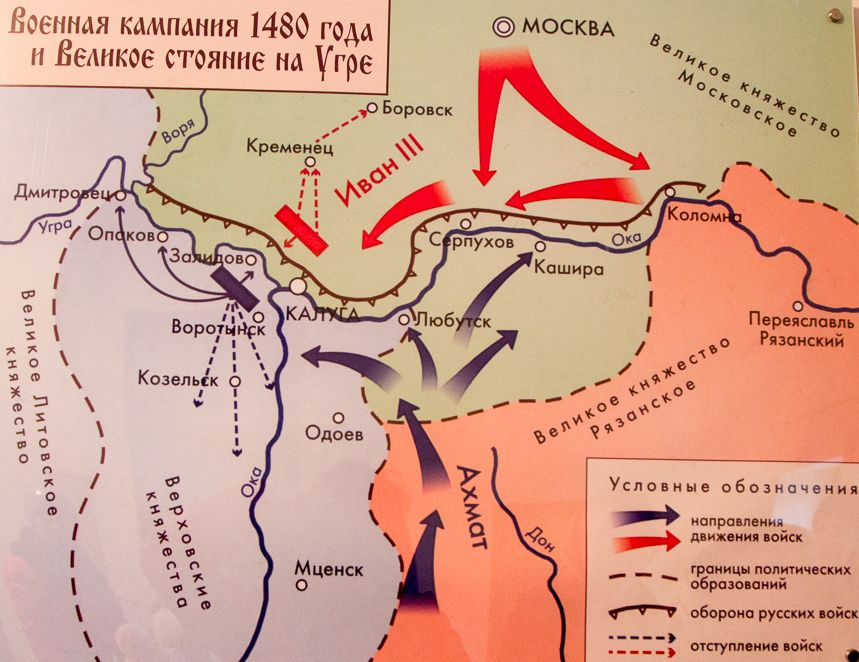 Военная кампания 1480 года
и Великое стояние на Угре
МОСКВА
Великое княжество
Московское
Боровск
Воря
Кременец
Иван III
Дмитровец
Угра
Опаково
Залидово
Коломна
Серпухов
Ока
Кашира
КАЛУГА
Любутск
Воротынск
Переяславль
Рязанский
Великое Литовское
княжество
Козельск
Великое княжество
Рязанское
Одоев
Ахмат
Ока
Верховские
княжества
Дон
Мценск
Условные обозначения
направления
движения войск
границы политических
образований
оборона русских войск
отступление войск